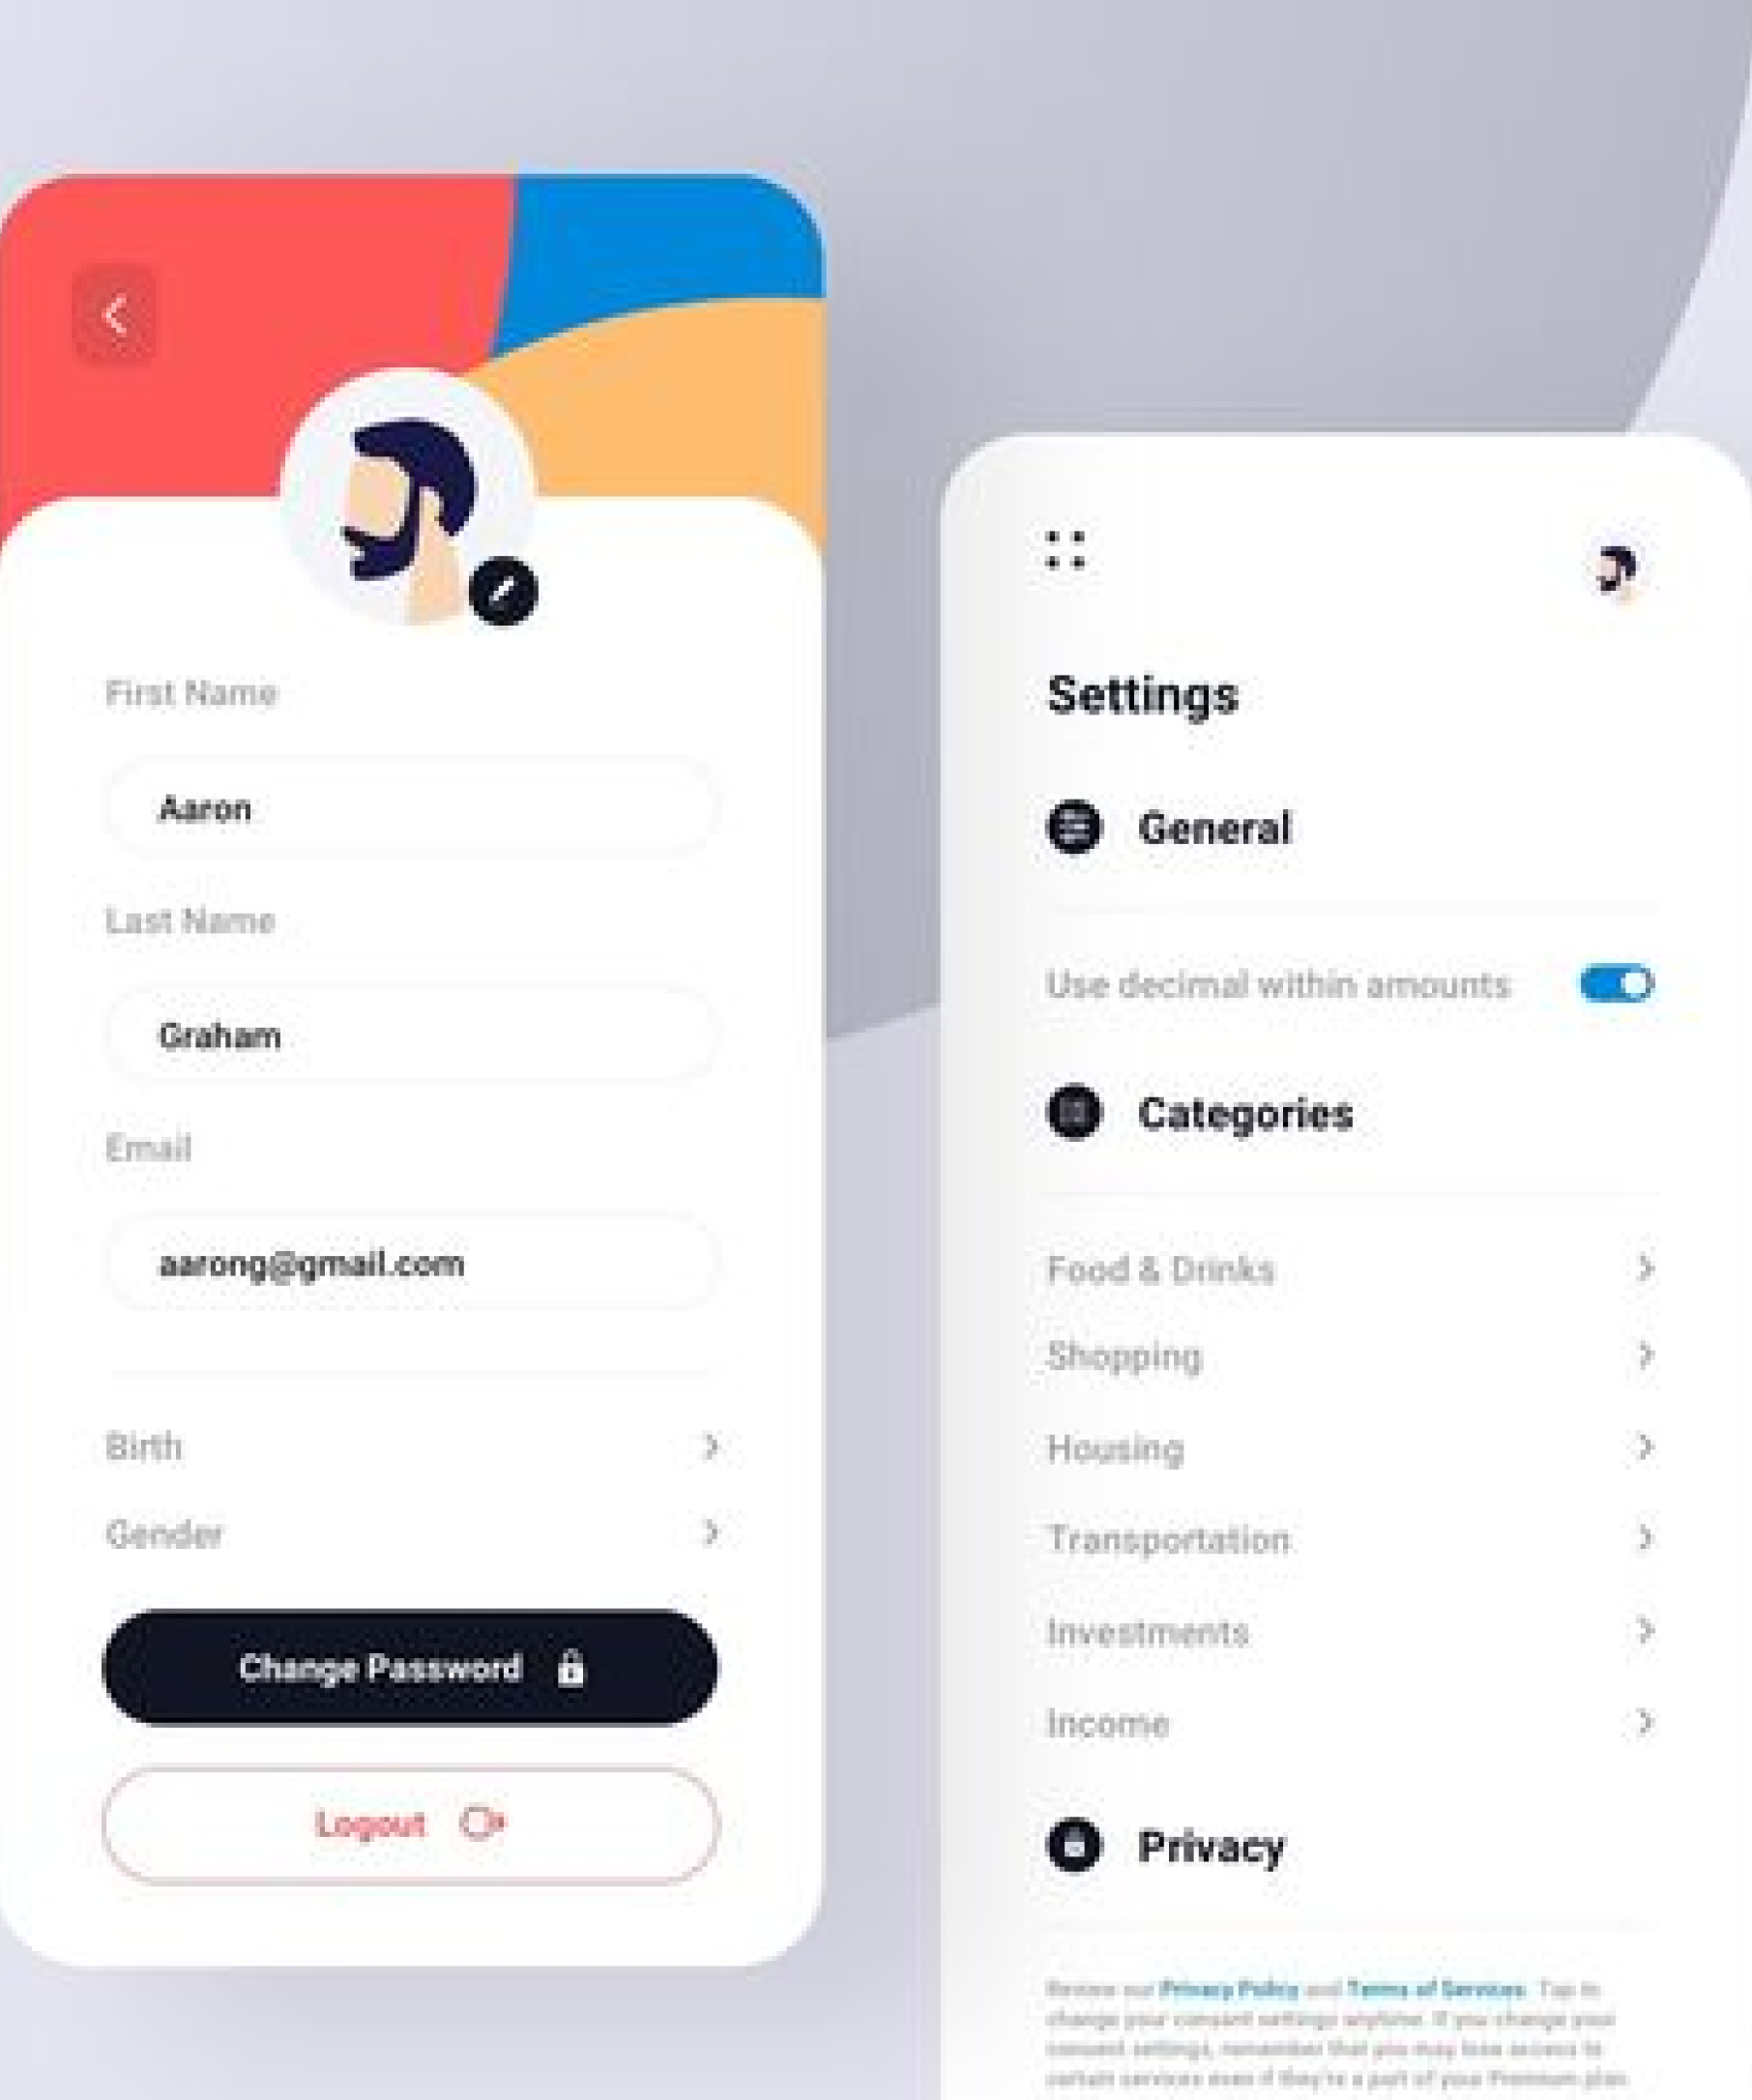 First Name
Aaron
Last Name
Graham
Email
aarong@gmail.com
Birth
Gender
Change Password
Logout
Settings
General
Use decimal within amounts
Categories
Food & Drinks
Shopping
Housing
Transportation
Investments
Income
Privacy
Review our Privacy Policy and Terms of Services. Tap to
change your consent settings anytime. If you change your
consent settings, remember that you may lose access to
certain services even if they're a part of your Premium plan.